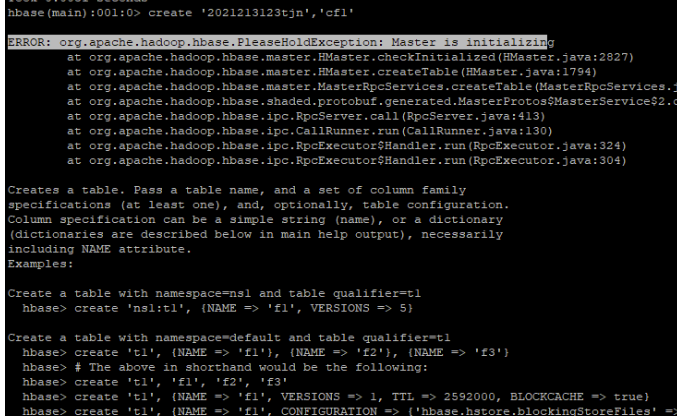 hbase(main):001:0> create '2021213123tjn','cf1'
ERROR: org.apache.hadoop.hbase.PleaseHoldException: Master is initializing
at org.apache.hadoop.hbase.master.HMaster.checkInitialized(HMaster.java:2827)
at org.apache.hadoop.hbase.master.HMaster.createTable(HMaster.java:1794)
at org.apache.hadoop.hbase.master.MasterRpcServices.createTable(MasterRpcServices.j
at org.apache.hadoop.hbase.shaded.protobuf.generated.MasterProtos$MasterService$2.c
at org.apache.hadoop.hbase.ipc.RpcServer.call(RpcServer.java:413)
at org.apache.hadoop.hbase.ipc.CallRunner.run(CallRunner.java:130)
at org.apache.hadoop.hbase.ipc.RpcExecutor$Handler.run(RpcExecutor.java:324)
at org.apache.hadoop.hbase.ipc.RpcExecutor$Handler.run(RpcExecutor.java:304)
Creates a table. Pass a table name, and a set of column family
specifications (at least one), and, optionally, table configuration.
Column specification can be a simple string (name), or a dictionary
(dictionaries are described below in main help output), necessarily
including NAME attribute.
Examples:
Create a table with namespace=ns1 and table qualifier=t1
hbase> create 'ns1:t1', {NAME => 'f1', VERSIONS => 5}
Create a table with namespace=default and table qualifier=t1
hbase> create 't1', {NAME => 'f1'}, {NAME => 'f2'}, {NAME => 'f3'}
hbase> # The above in shorthand would be the following:
hbase> create 't1', 'f1', 'f2', 'f3'
hbase> create 't1', {NAME => 'f1', VERSIONS => 1, TTL => 2592000, BLOCKCACHE => true}
hbase> create 't1', {NAME => 'f1', CONFIGURATION => {'hbase.hstore.blockingStoreFiles' =>